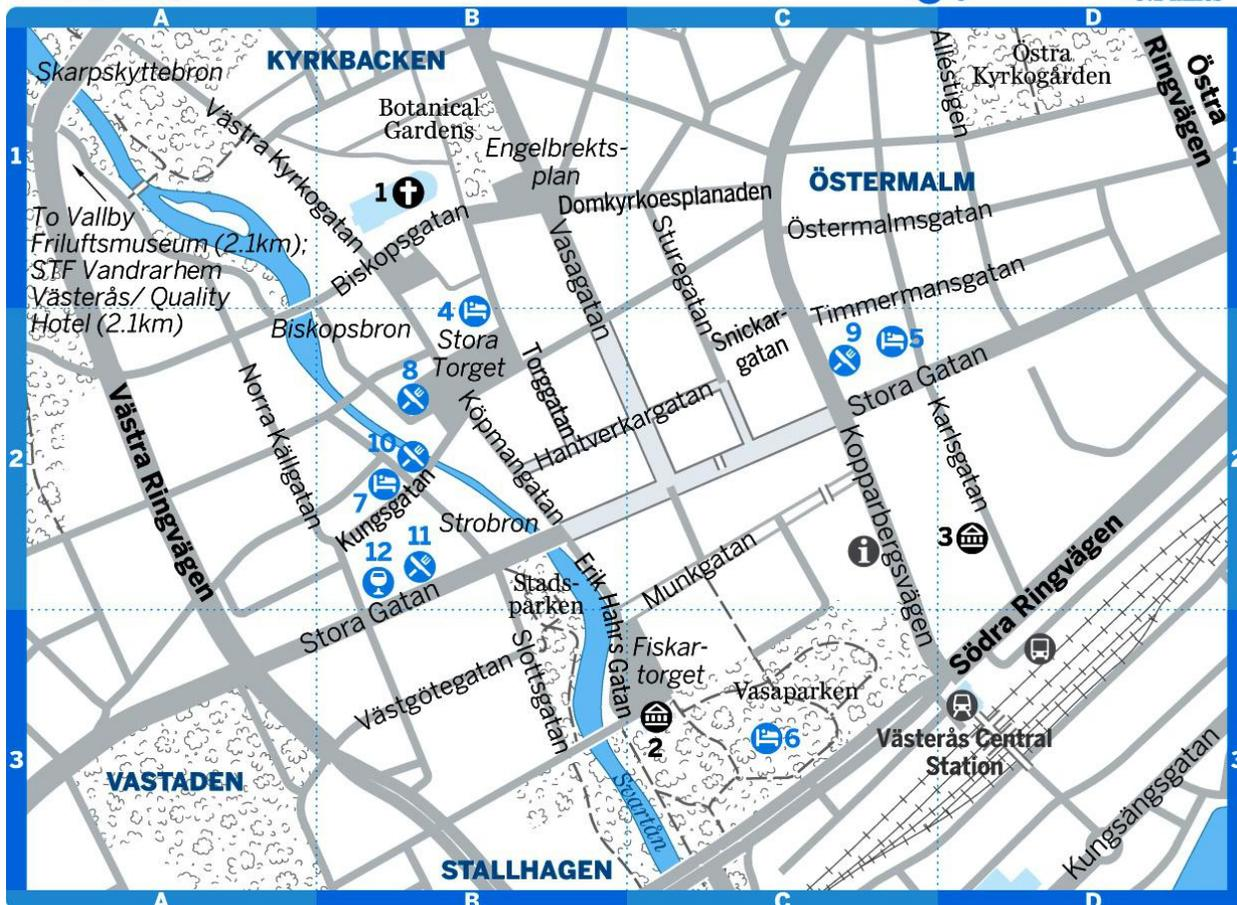 A B C D
KYRKBACKEN
Skarpskyttebron
Västra Kyrkogatan
Botanical
Gardens
Engelbrekts-
plan
Allestigen
Östra
Kyrkogården
Östra
Ringvägen
1
1
1
Domkyrkoesplanaden
ÖSTERMALM
Östermalmsgatan
To Vallby
Friluftsmuseum (2.1km);
STF Vandrarhem
Västerås/ Quality
Hotel (2.1km)
Biskopsgatan
Vasagatan
Sturegatan
Timmermansgatan
Biskopsbron
4
Stora
Torget
Snickar-
gatan
9
5
8
Torggatan
Stora Gatan
Västra Ringvägen
Norra Källgatan
Köpmangatan
Hantverkargatan
Karlsgatan
2
2
10
7
Kungsgatan
Strobron
Kopparbergsvägen
3
12
11
Stora Gatan
Stads-
parken
Erik Hahrs Gatan
Munkgatan
i
Södra Ringvägen
Västgötegatan
Slottsgatan
Fiskar-
torget
Vasaparken
2
6
Västerås Central
Station
3
3
VASTADEN
Svartån
STALLHAGEN
Kungsängsgatan
A B C D